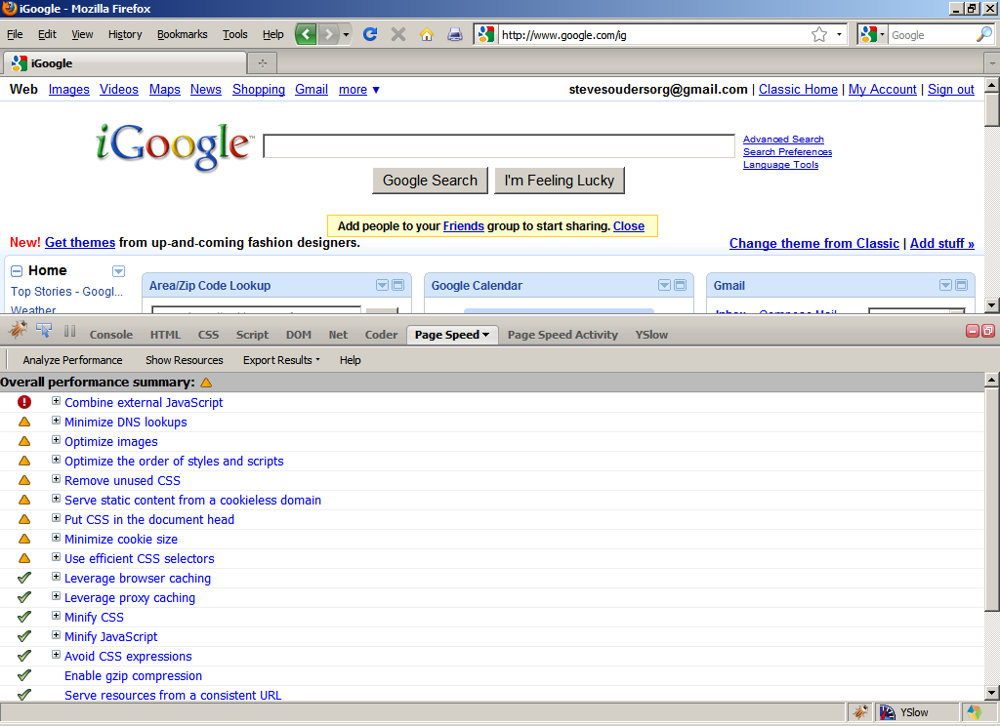 iGoogle - Mozilla Firefox
File Edit View History Bookmarks Tools Help http://www.google.com/ig Google
iGoogle
Web Images Videos Maps News Shopping Gmail more ▼ stevesoudersorg@gmail.com | Classic Home | My Account | Sign out
iGoogle™
Advanced Search
Search Preferences
Language Tools
Google Search I'm Feeling Lucky
Add people to your Friends group to start sharing. Close
New! Get themes from up-and-coming fashion designers. Change theme from Classic | Add stuff »
Home
Area/Zip Code Lookup Google Calendar Gmail
Top Stories - Googl...
Weather
Inbox Compose Mail
Console HTML CSS Script DOM Net Coder Page Speed Page Speed Activity YSlow
Analyze Performance Show Resources Export Results Help
Overall performance summary:
Combine external JavaScript
Minimize DNS lookups
Optimize images
Optimize the order of styles and scripts
Remove unused CSS
Serve static content from a cookieless domain
Put CSS in the document head
Minimize cookie size
Use efficient CSS selectors
Leverage browser caching
Leverage proxy caching
Minify CSS
Minify JavaScript
Avoid CSS expressions
Enable gzip compression
Serve resources from a consistent URL
YSlow